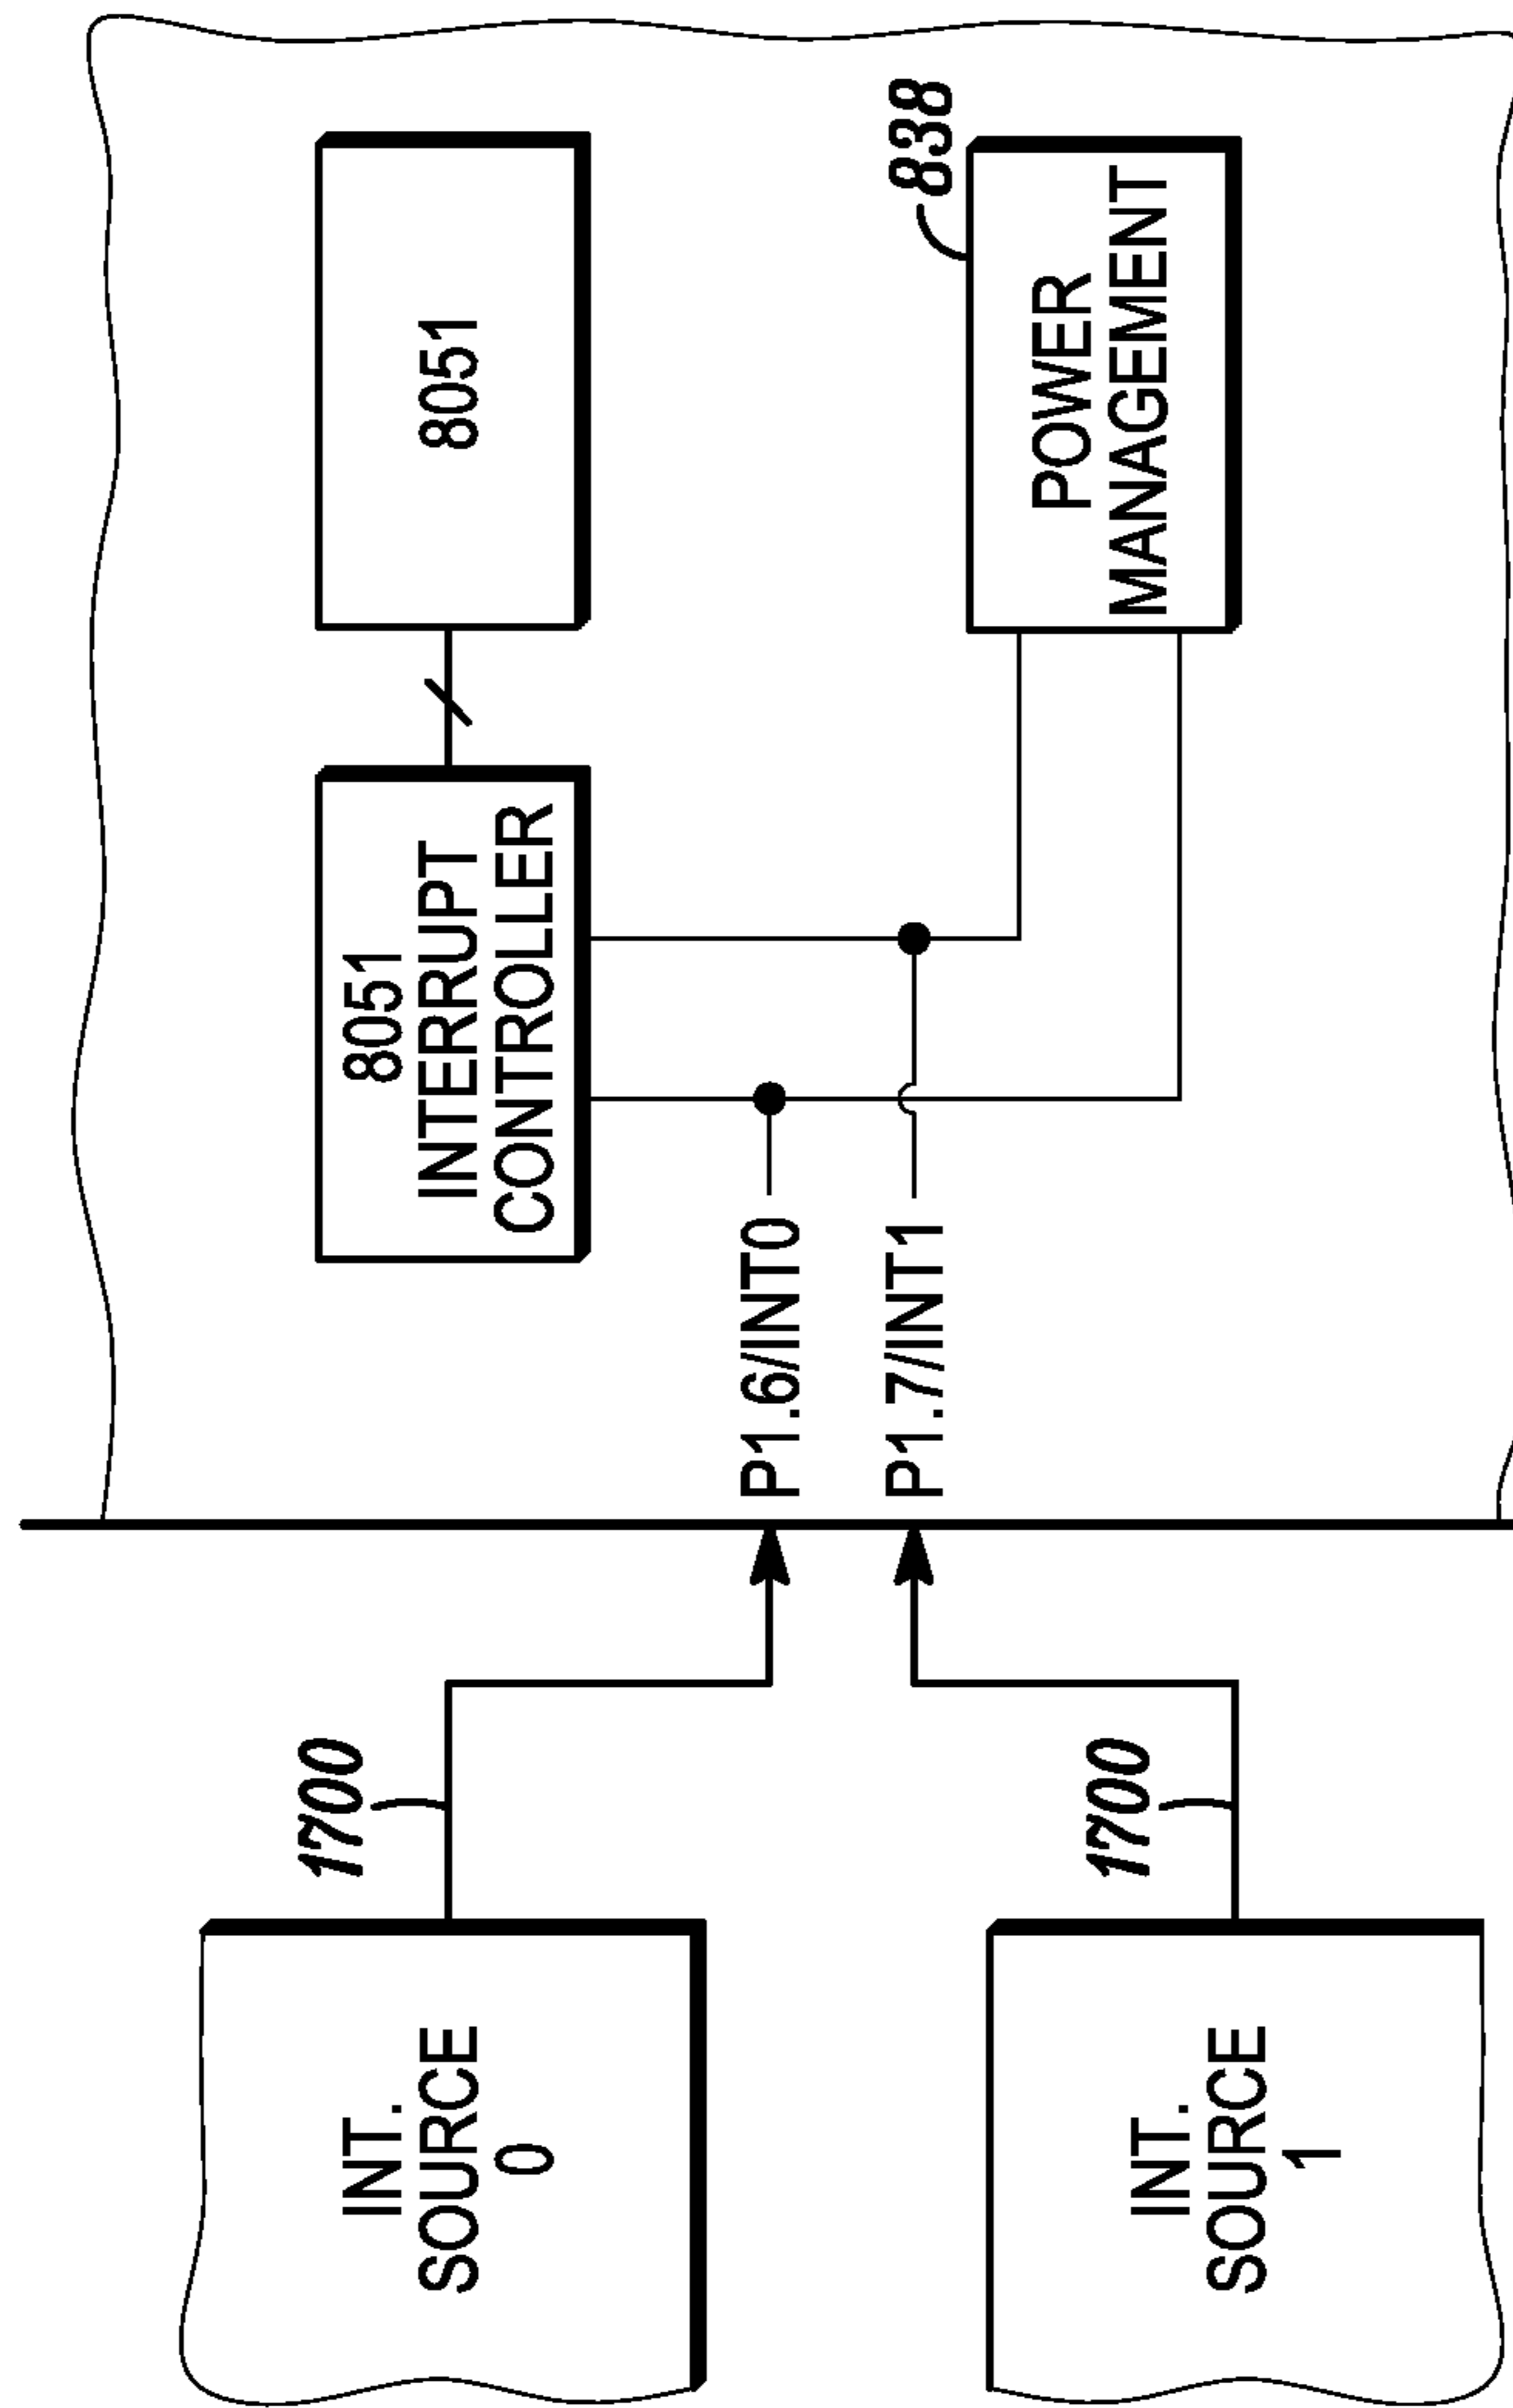 INT.
SOURCE
0
1700
INT.
SOURCE
1
1700
P1.6/INT0
P1.7/INT1
8051
INTERRUPT
CONTROLLER
8051
838
POWER
MANAGEMENT